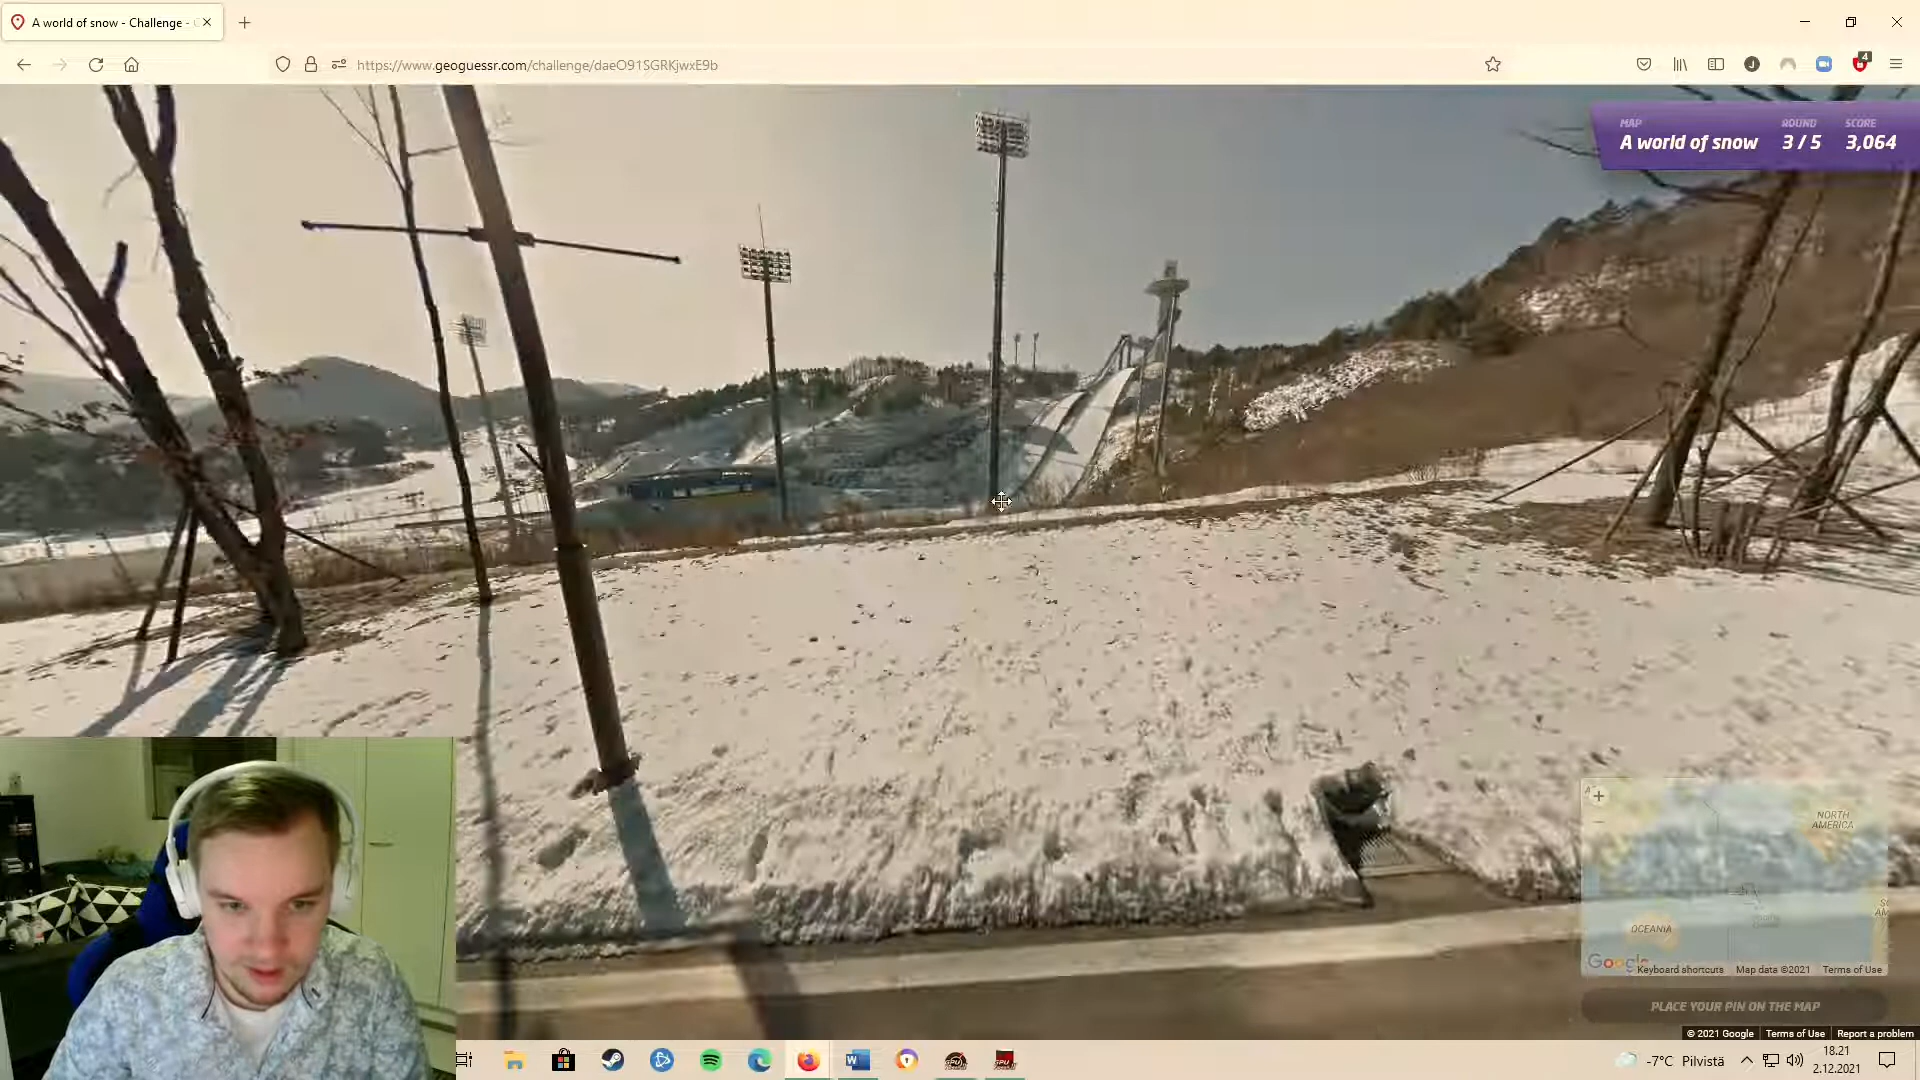 A world of snow - Challenge -
https://www.geoguessr.com/challenge/daeO91SGRKjwxE9b
4
MAP ROUND SCORE
A world of snow 3 / 5 3,064
NORTH
AMERICA
OCEANIA
Google
Keyboard shortcuts Map data ©2021 Terms of Use
PLACE YOUR PIN ON THE MAP
© 2021 Google Terms of Use Report a problem
-7°C Pilvistä
18.21
2.12.2021